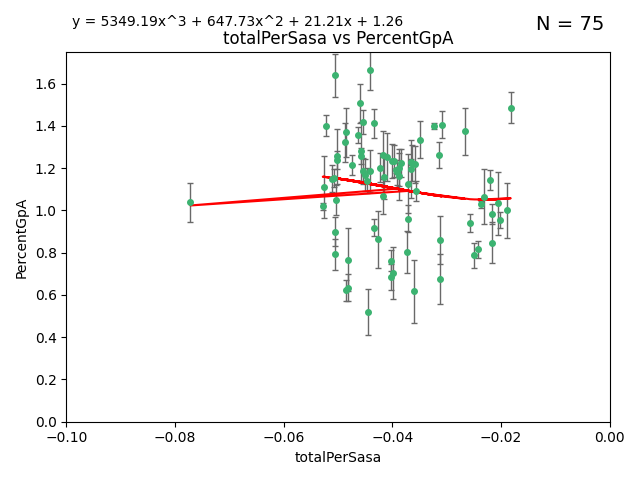 y = 5349.19x^3 + 647.73x^2 + 21.21x + 1.26
N = 75
totalPerSasa vs PercentGpA
1.6
1.4
1.2
1.0
0.8
0.6
0.4
0.2
0.0
PercentGpA
−0.10 −0.08 −0.06 −0.04 −0.02 0.00
totalPerSasa